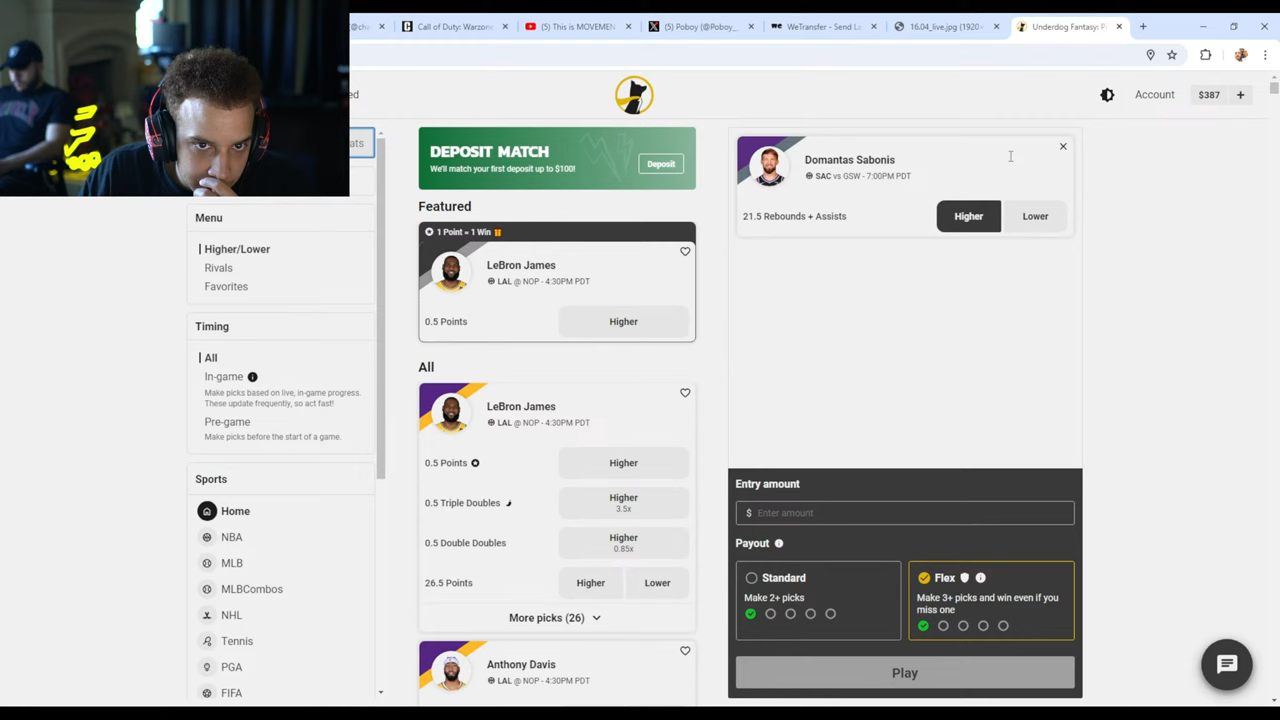 @cha
Call of Duty: Warzone
(5) This is MOVEMEN
(5) Poboy (@Poboy_
WeTransfer - Send La
16.04_live.jpg (1920×
Underdog Fantasy: P
ed
Account
$387
ats
Menu
Higher/Lower
Rivals
Favorites
Timing
All
In-game
Make picks based on live, in-game progress.
These update frequently, so act fast!
Pre-game
Make picks before the start of a game.
Sports
Home
NBA
MLB
MLBCombos
NHL
Tennis
PGA
FIFA
DEPOSIT MATCH
We'll match your first deposit up to $100!
Deposit
Featured
1 Point = 1 Win
LeBron James
LAL @ NOP - 4:30PM PDT
0.5 Points
Higher
All
LeBron James
LAL @ NOP - 4:30PM PDT
0.5 Points
Higher
0.5 Triple Doubles
Higher
3.5x
0.5 Double Doubles
Higher
0.85x
26.5 Points
Higher
Lower
More picks (26)
Anthony Davis
LAL @ NOP - 4:30PM PDT
Domantas Sabonis
SAC vs GSW - 7:00PM PDT
21.5 Rebounds + Assists
Higher
Lower
Entry amount
$ Enter amount
Payout
Standard
Make 2+ picks
Flex
Make 3+ picks and win even if you
miss one
Play